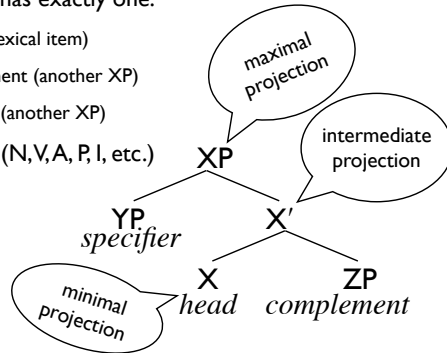 has exactly one:
exical item)
ment (another XP)
(another XP)
(N, V, A, P, I, etc.)
maximal
projection
intermediate
projection
XP
YP
specifier
X′
X
head
ZP
complement
minimal
projection